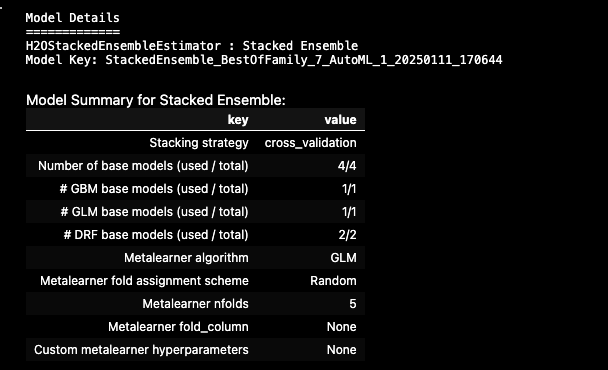 Model Details
=============
H2OStackedEnsembleEstimator : Stacked Ensemble
Model Key: StackedEnsemble_BestOfFamily_7_AutoML_1_20250111_170644
Model Summary for Stacked Ensemble:
key value
Stacking strategy cross_validation
Number of base models (used / total) 4/4
# GBM base models (used / total) 1/1
# GLM base models (used / total) 1/1
# DRF base models (used / total) 2/2
Metalearner algorithm GLM
Metalearner fold assignment scheme Random
Metalearner nfolds 5
Metalearner fold_column None
Custom metalearner hyperparameters None